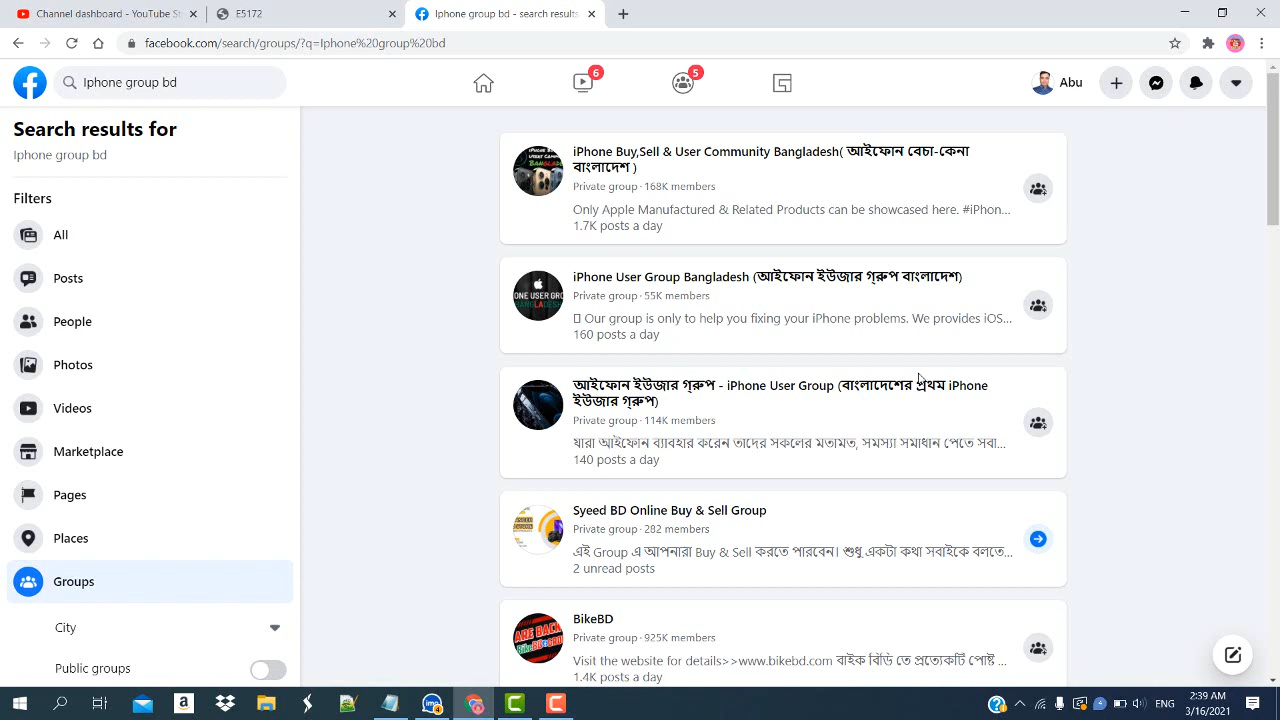 Channel dashboard - YouTube St
E5172
Iphone group bd - search results
facebook.com/search/groups/?q=Iphone%20group%20bd
Iphone group bd
6
5
Abu
Search results for
Iphone group bd
Filters
All
Posts
People
Photos
Videos
Marketplace
Pages
Places
Groups
City
Public groups
iPhone Buy,Sell & User Community Bangladesh( আইফোন বেচা-কেনা
বাংলাদেশ )
Private group · 168K members
Only Apple Manufactured & Related Products can be showcased here. #iPhon...
1.7K posts a day
ONE USER GRO
BANGLADESH
iPhone User Group Bangladesh (আইফোন ইউজার গ্রুপ বাংলাদেশ)
Private group · 55K members
Our group is only to help you fixing your iPhone problems. We provides iOS...
160 posts a day
আইফোন ইউজার গ্রুপ - iPhone User Group (বাংলাদেশের প্রথম iPhone
ইউজার গ্রুপ)
Private group · 114K members
যারা আইফোন ব্যাবহার করেন তাদের সকলের মতামত, সমস্যা সমাধান পেতে সবা...
140 posts a day
Syeed BD Online Buy & Sell Group
Private group · 282 members
এই Group এ আপনারা Buy & Sell করতে পারবেন। শুধু একটা কথা সবাইকে বলতে...
2 unread posts
ARE BACK
BikeBD
Private group · 925K members
Visit the website for details>>www.bikebd.com বাইক বিডি তে প্রত্যেকটি পোষ্ট ...
1.4K posts a day
ENG
2:39 AM
3/16/2021